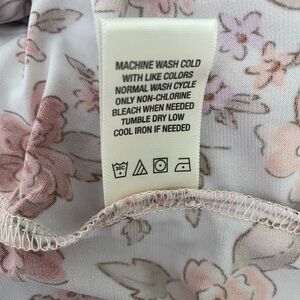 MACHINE WASH COLD
WITH LIKE COLORS
NORMAL WASH CYCLE
ONLY NON-CHLORINE
BLEACH WHEN NEEDED
TUMBLE DRY LOW
COOL IRON IF NEEDED